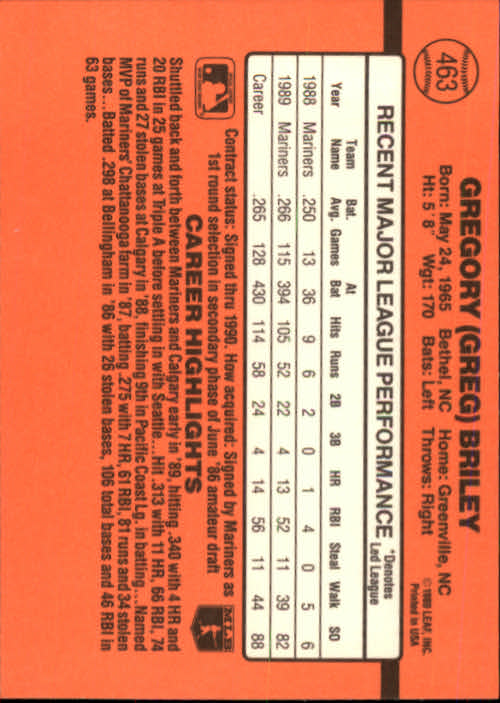 463
GREGORY (GREG) BRILEY
Born: May 24, 1965 Bethel, NC Home: Greenville, NC
Ht: 5'8" Wgt: 170 Bats: Left Throws: Right
© 1989 LEAF, INC.
Printed in USA
RECENT MAJOR LEAGUE PERFORMANCE
*Denotes
Led League
Year Team Name Bat. Avg. Games At Bat Hits Runs 2B 3B HR RBI Steal Walk SO
1988 Mariners .250 13 36 9 6 2 0 1 4 0 5 6
1989 Mariners .266 115 394 105 52 22 4 13 52 11 39 82
Career .265 128 430 114 58 24 4 14 56 11 44 88
Contract status: Signed thru 1990. How acquired: Signed by Mariners as
1st round selection in secondary phase of June '86 amateur draft
MLB
CAREER HIGHLIGHTS
Shuttled back and forth between Mariners and Calgary early in '89, hitting .340 with 4 HR and
20 RBI in 25 games at Triple A before settling in with Seattle...Hit .313 with 11 HR, 66 RBI, 74
runs and 27 stolen bases at Calgary in '88, finishing 9th in Pacific Coast Lg. in batting... Named
MVP of Mariners' Chattanooga farm in '87, batting .275 with 7 HR, 61 RBI, 81 runs and 34 stolen
bases... Batted .298 at Bellingham in '86 with 26 stolen bases, 106 total bases and 46 RBI in
63 games.